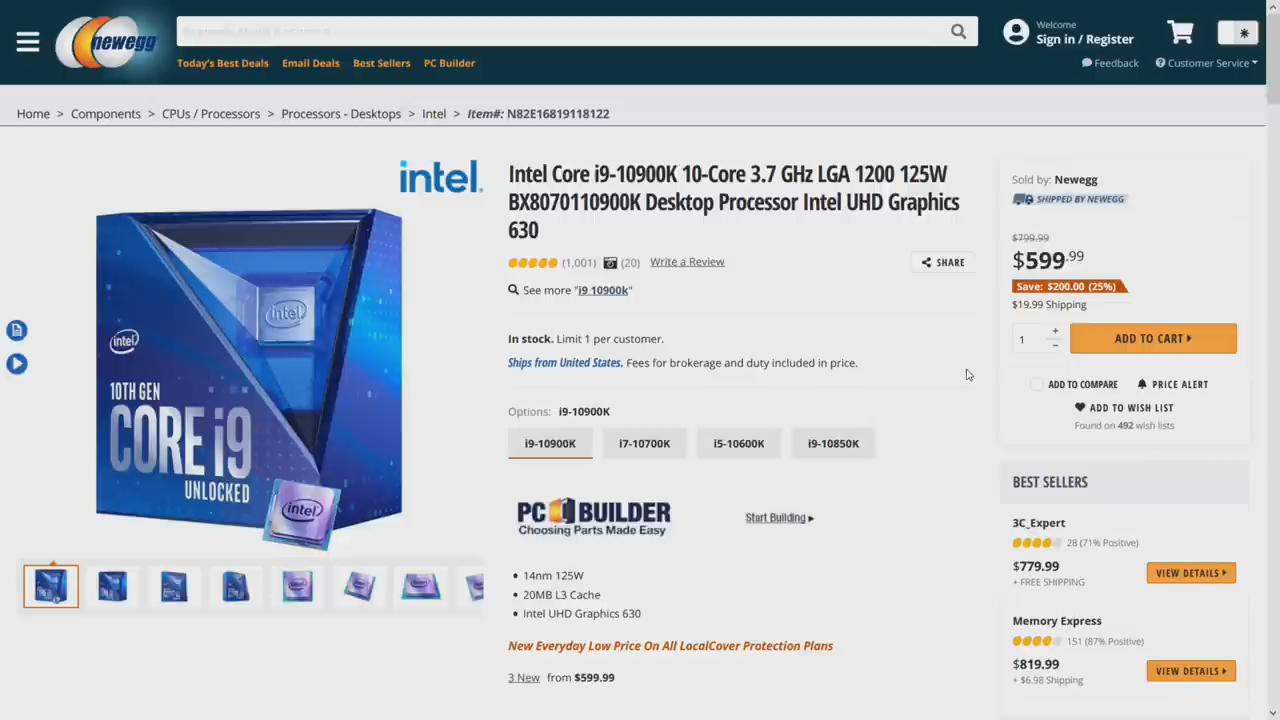 newegg
Welcome
Sign in / Register
Today's Best Deals
Email Deals
Best Sellers
PC Builder
Feedback
Customer Service
Home > Components > CPUs / Processors > Processors - Desktops > Intel > Item#: N82E16819118122
intel.
Intel Core i9-10900K 10-Core 3.7 GHz LGA 1200 125W
BX8070110900K Desktop Processor Intel UHD Graphics
630
(1,001) (20) Write a Review
SHARE
See more "i9 10900k"
In stock. Limit 1 per customer.
Ships from United States. Fees for brokerage and duty included in price.
Options: i9-10900K
i9-10900K
i7-10700K
i5-10600K
i9-10850K
PC BUILDER
Choosing Parts Made Easy
Start Building
• 14nm 125W
• 20MB L3 Cache
• Intel UHD Graphics 630
New Everyday Low Price On All LocalCover Protection Plans
3 New from $599.99
intel
intel
10TH GEN
CORE i9
UNLOCKED
intel
Sold by: Newegg
SHIPPED BY NEWEGG
$799.99
$599.99
Save: $200.00 (25%)
$19.99 Shipping
1
+
−
ADD TO CART
ADD TO COMPARE
PRICE ALERT
ADD TO WISH LIST
Found on 492 wish lists
BEST SELLERS
3C_Expert
28 (71% Positive)
$779.99
+ FREE SHIPPING
VIEW DETAILS
Memory Express
151 (87% Positive)
$819.99
+ $6.98 Shipping
VIEW DETAILS